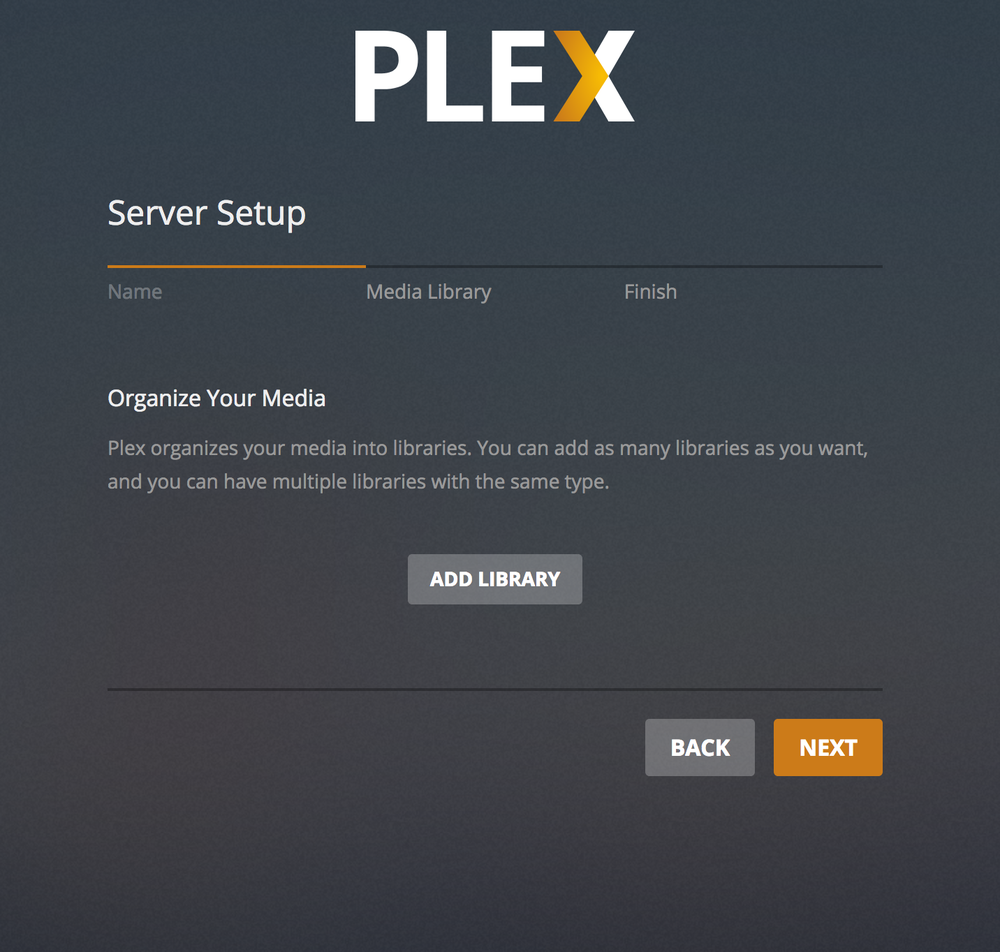 PLEX
Server Setup
Name
Media Library
Finish
Organize Your Media
Plex organizes your media into libraries. You can add as many libraries as you want,
and you can have multiple libraries with the same type.
ADD LIBRARY
BACK
NEXT